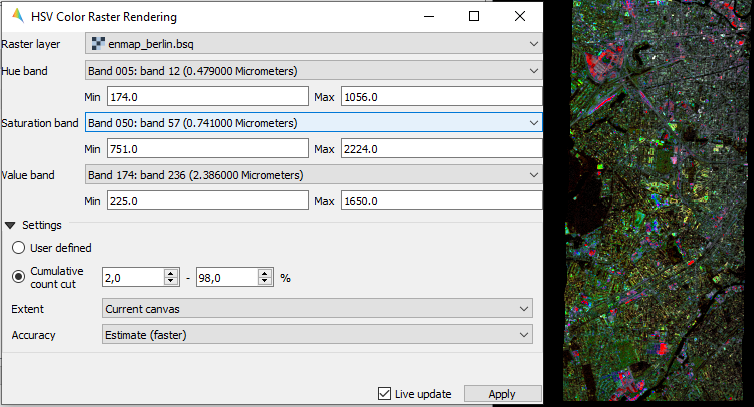 HSV Color Raster Rendering
Raster layer enmap_berlin.bsq
Hue band Band 005: band 12 (0.479000 Micrometers)
Min 174.0 Max 1056.0
Saturation band Band 050: band 57 (0.741000 Micrometers)
Min 751.0 Max 2224.0
Value band Band 174: band 236 (2.386000 Micrometers)
Min 225.0 Max 1650.0
Settings
User defined
Cumulative
count cut 2,0 - 98,0 %
Extent Current canvas
Accuracy Estimate (faster)
Live update Apply